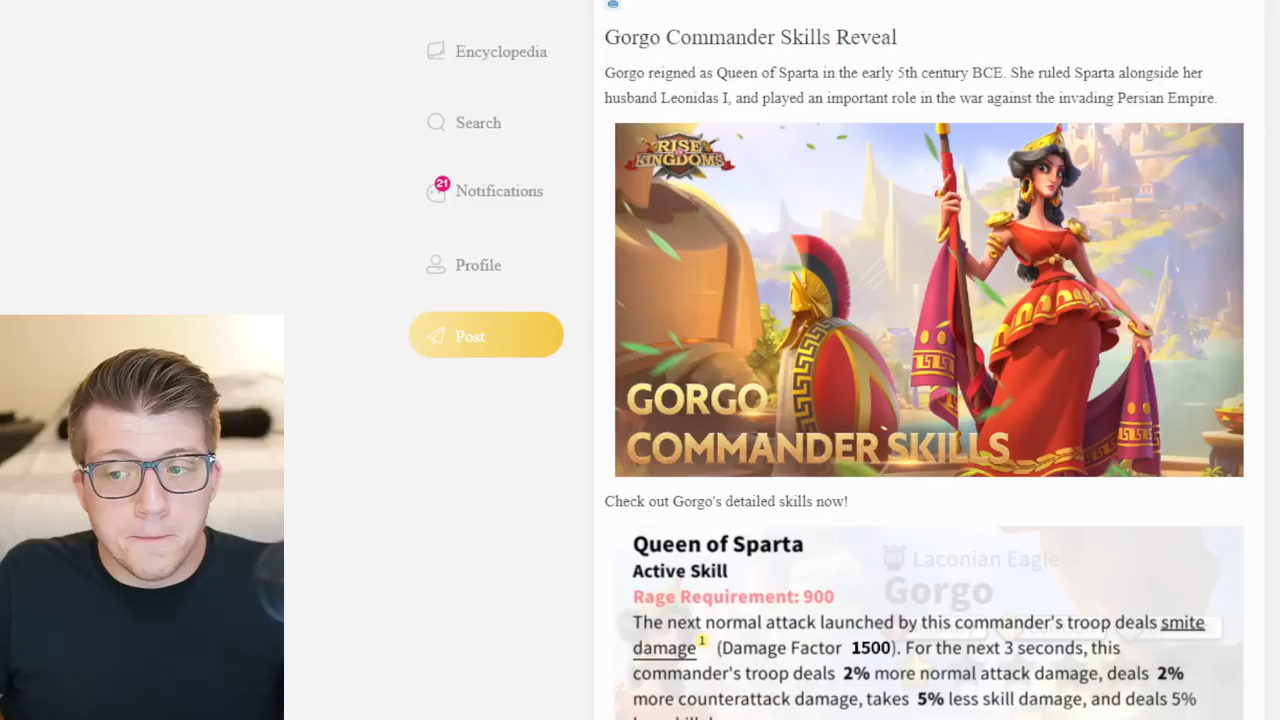 Encyclopedia
Search
21
Notifications
Profile
Post
Gorgo Commander Skills Reveal
Gorgo reigned as Queen of Sparta in the early 5th century BCE. She ruled Sparta alongside her
husband Leonidas I, and played an important role in the war against the invading Persian Empire.
RISE OF
KINGDOMS
GORGO
COMMANDER SKILLS
Check out Gorgo's detailed skills now!
Laconian Eagle
Gorgo
Queen of Sparta
Active Skill
Rage Requirement: 900
The next normal attack launched by this commander's troop deals smite
damage 1 (Damage Factor 1500). For the next 3 seconds, this
commander's troop deals 2% more normal attack damage, deals 2%
more counterattack damage, takes 5% less skill damage, and deals 5%